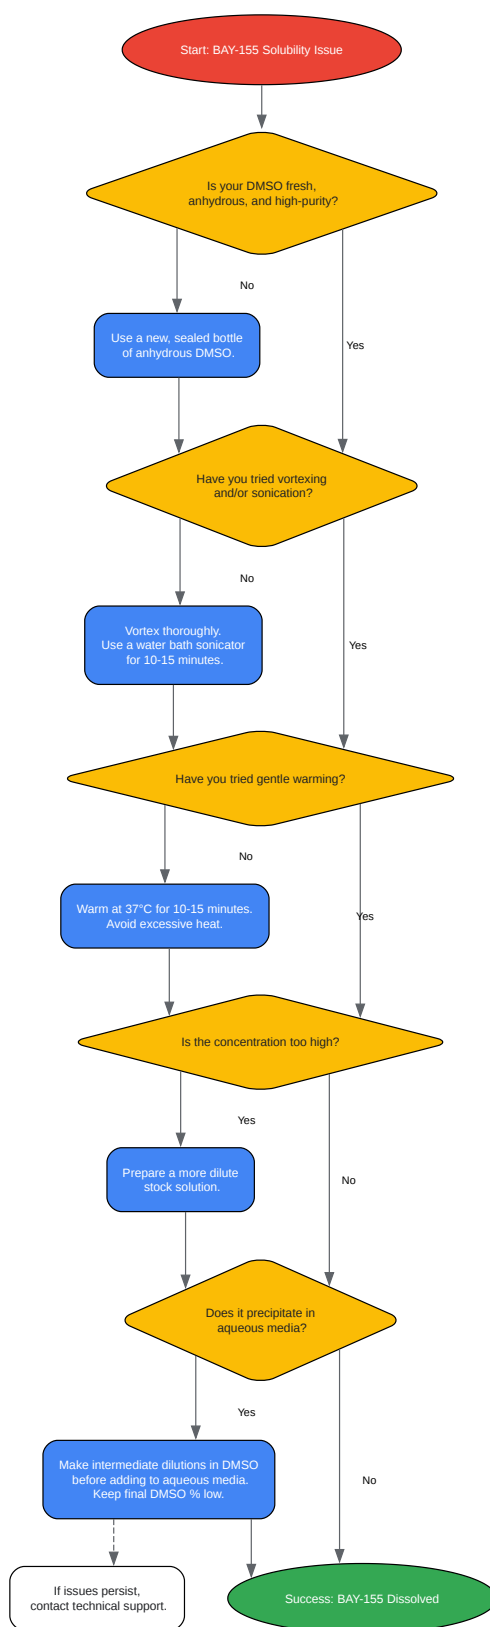 Start: BAY-155 Solubility Issue
Is your DMSO fresh,
anhydrous, and high-purity?
No
Use a new, sealed bottle
of anhydrous DMSO.
Yes
Have you tried vortexing
and/or sonication?
No
Vortex thoroughly.
Use a water bath sonicator
for 10-15 minutes.
Yes
Have you tried gentle warming?
No
Warm at 37°C for 10-15 minutes.
Avoid excessive heat.
Yes
Is the concentration too high?
Yes
Prepare a more dilute
stock solution.
No
Does it precipitate in
aqueous media?
Yes
Make intermediate dilutions in DMSO
before adding to aqueous media.
Keep final DMSO % low.
No
If issues persist,
contact technical support.
Success: BAY-155 Dissolved